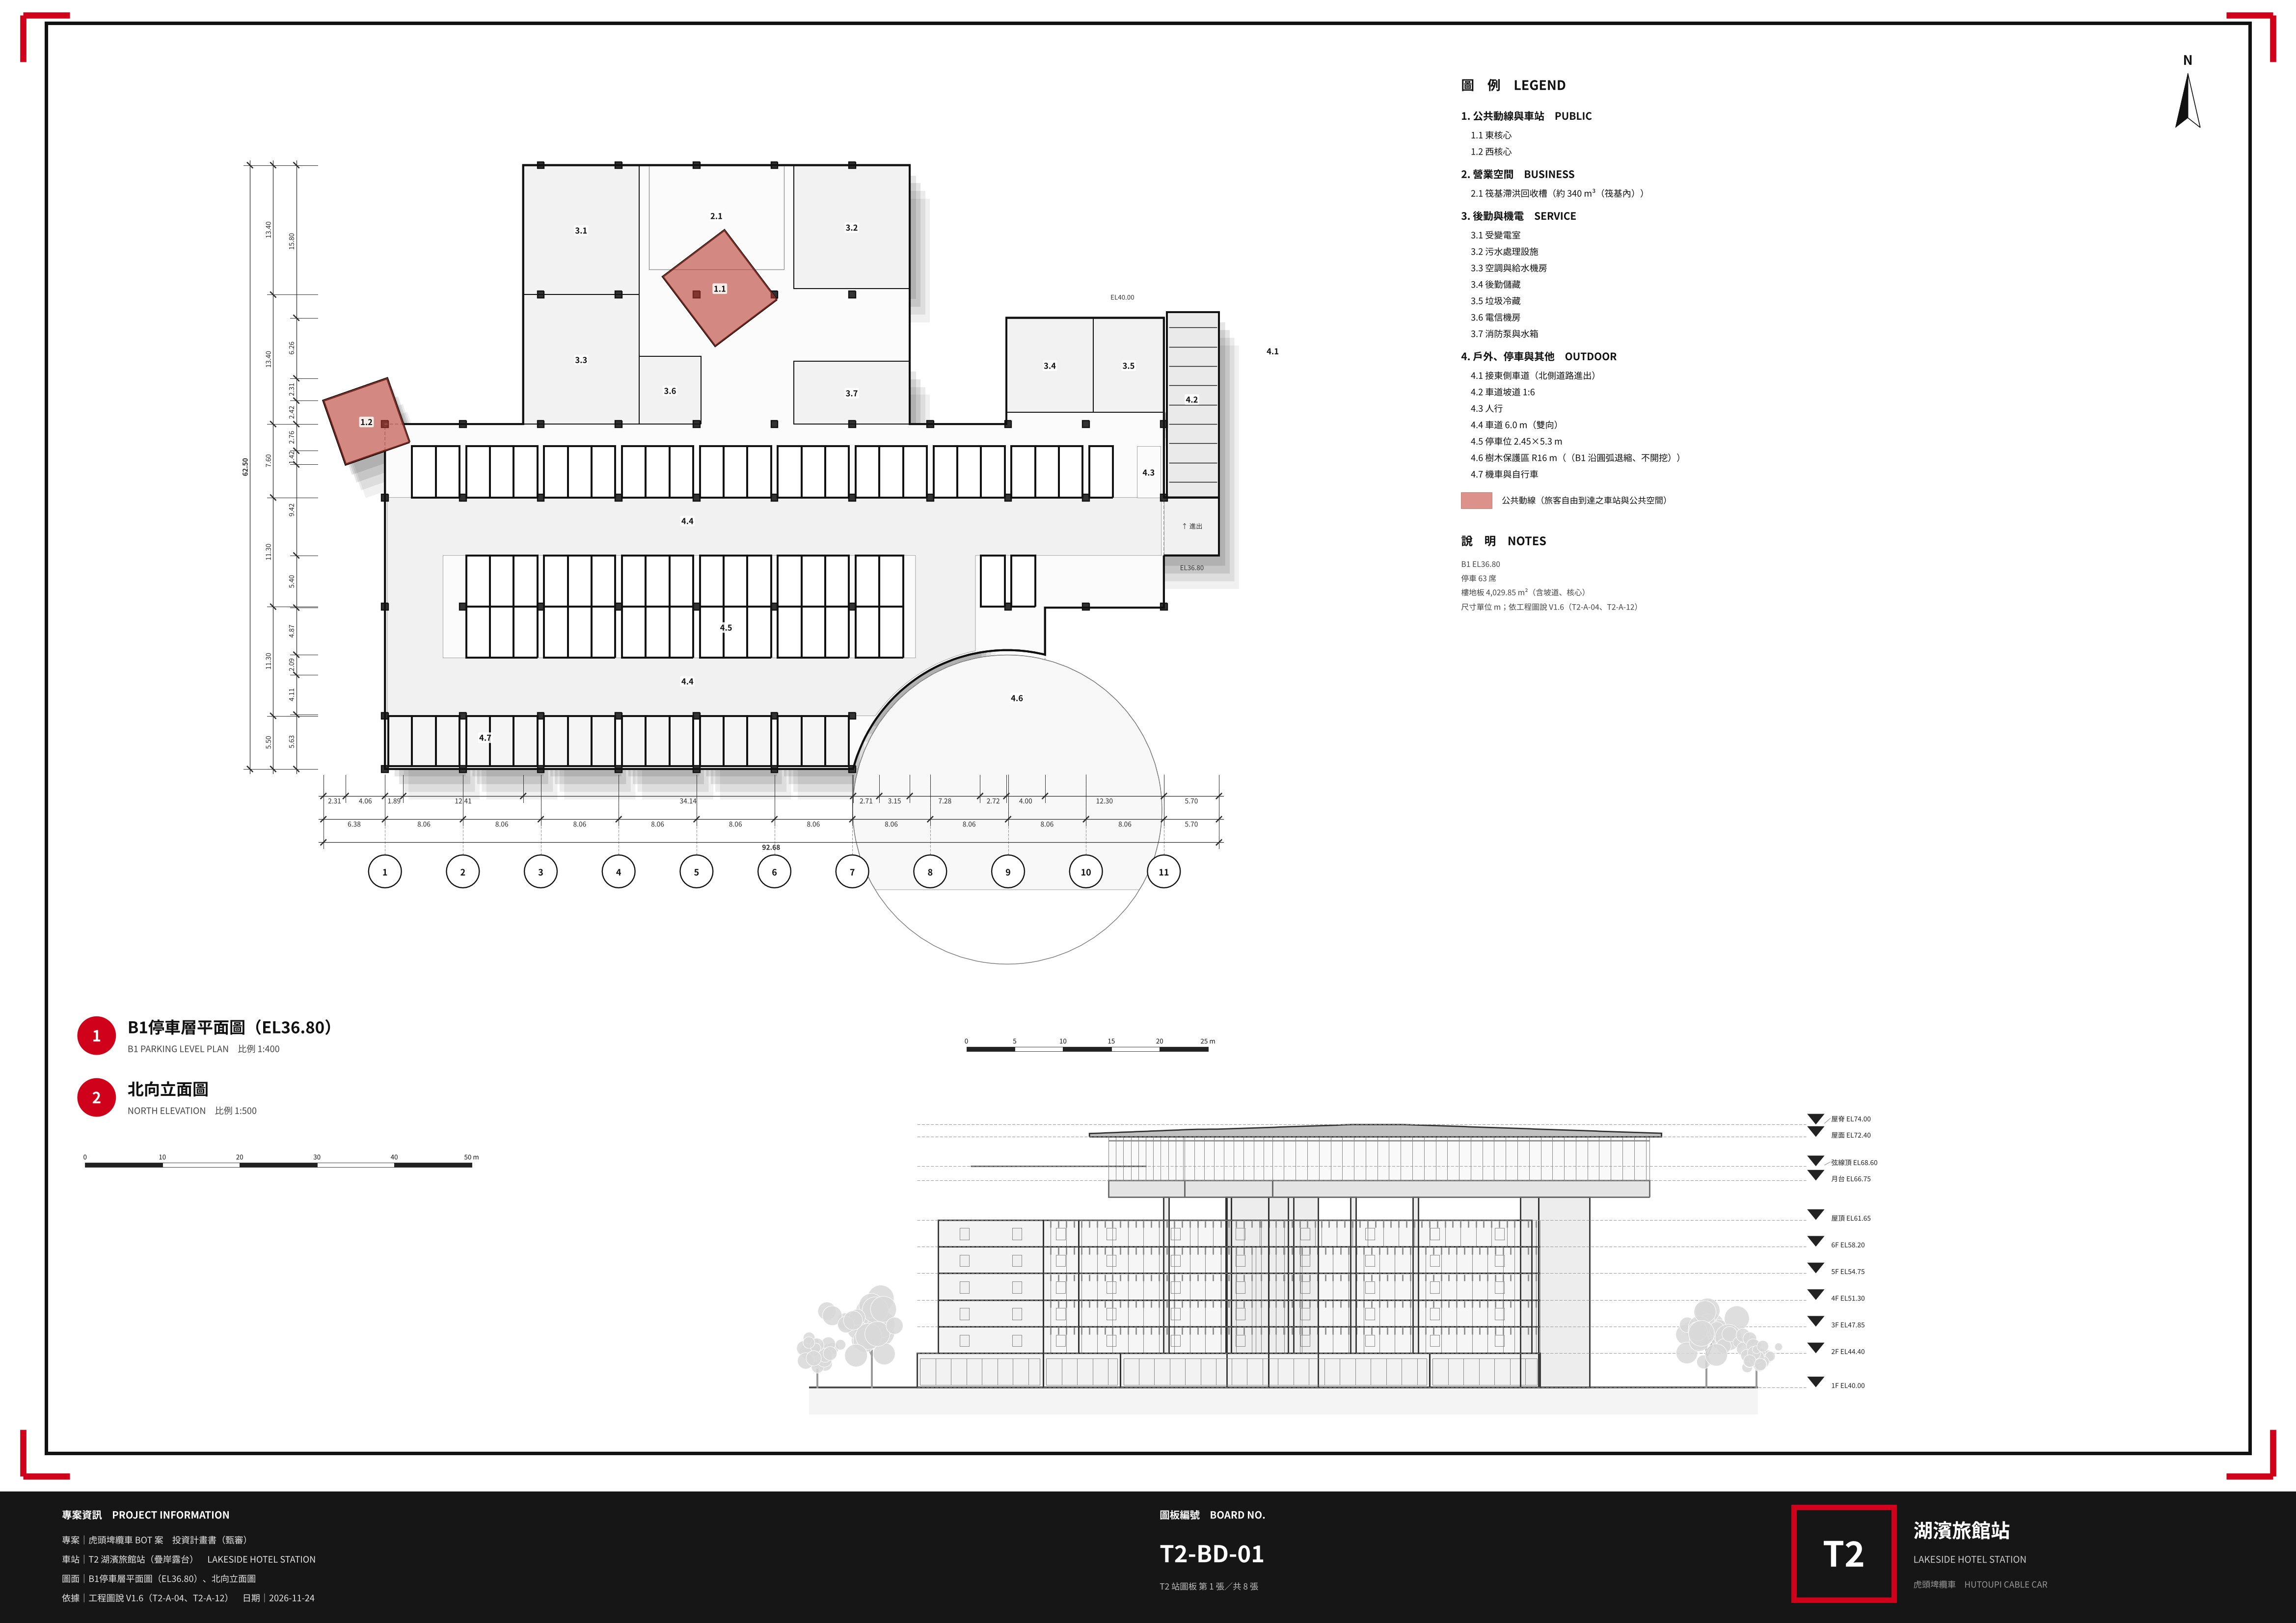 N
圖 例 LEGEND
1. 公共動線與車站 PUBLIC
1.1 東核心
1.2 西核心
2. 營業空間 BUSINESS
2.1 筏基滯洪回收槽（約 340 m³（筏基內））
3. 後勤與機電 SERVICE
3.1 受變電室
3.2 污水處理設施
3.3 空調與給水機房
3.4 後勤儲藏
3.5 垃圾冷藏
3.6 電信機房
3.7 消防泵與水箱
4. 戶外、停車與其他 OUTDOOR
4.1 接東側車道（北側道路進出）
4.2 車道坡道 1:6
4.3 人行
4.4 車道 6.0 m（雙向）
4.5 停車位 2.45×5.3 m
4.6 樹木保護區 R16 m（（B1 沿圓弧退縮、不開挖））
4.7 機車與自行車
公共動線（旅客自由到達之車站與公共空間）
說 明 NOTES
B1 EL36.80
停車 63 席
樓地板 4,029.85 m²（含坡道、核心）
尺寸單位 m；依工程圖說 V1.6（T2-A-04、T2-A-12）
62.50
13.40
13.40
7.60
11.30
11.30
5.50
15.80
6.26
2.31
2.42
2.76
1.42
9.42
5.40
4.87
2.09
4.11
5.63
2.1
3.1
3.2
1.1
3.3
3.6
3.7
1.2
EL40.00
4.1
3.4
3.5
4.2
4.3
4.4
↑ 進出
EL36.80
4.5
4.4
4.6
4.7
2.31 4.06 1.89 12.41 34.14 2.71 3.15 7.28 2.72 4.00 12.30 5.70
6.38 8.06 8.06 8.06 8.06 8.06 8.06 8.06 8.06 8.06 8.06 5.70
92.68
1 2 3 4 5 6 7 8 9 10 11
1
B1停車層平面圖（EL36.80）
B1 PARKING LEVEL PLAN 比例 1:400
0 5 10 15 20 25 m
2
北向立面圖
NORTH ELEVATION 比例 1:500
0 10 20 30 40 50 m
屋脊 EL74.00
屋面 EL72.40
弦線頂 EL68.60
月台 EL66.75
屋頂 EL61.65
6F EL58.20
5F EL54.75
4F EL51.30
3F EL47.85
2F EL44.40
1F EL40.00
專案資訊 PROJECT INFORMATION
專案｜虎頭埤纜車 BOT 案 投資計畫書（甄審）
車站｜T2 湖濱旅館站（疊岸露台） LAKESIDE HOTEL STATION
圖面｜B1停車層平面圖（EL36.80）、北向立面圖
依據｜工程圖說 V1.6（T2-A-04、T2-A-12） 日期｜2026-11-24
圖板編號 BOARD NO.
T2-BD-01
T2 站圖板 第 1 張／共 8 張
T2
湖濱旅館站
LAKESIDE HOTEL STATION
虎頭埤纜車 HUTOUPI CABLE CAR